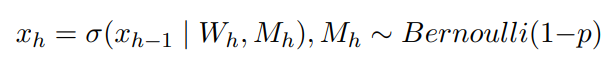 x_h = σ(x_{h−1} | W_h, M_h), M_h ∼ Bernoulli(1−p)